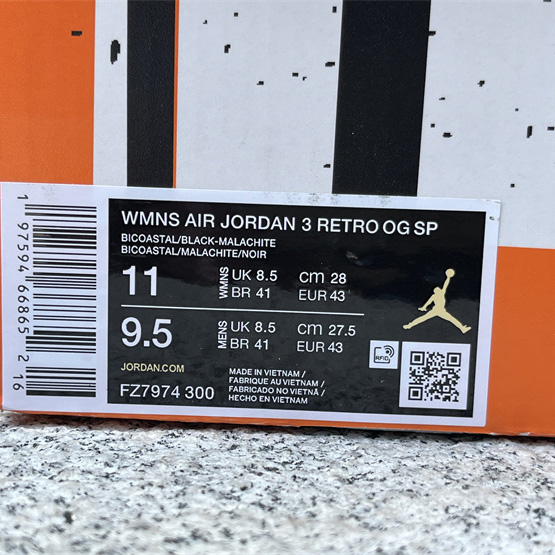 WMNS AIR JORDAN 3 RETRO OG SP
BICOASTAL/BLACK-MALACHITE
BICOASTAL/MALACHITE/NOIR
11 WMNS UK 8.5 cm 28
BR 41 EUR 43
9.5 MENS UK 8.5 cm 27.5
BR 41 EUR 43
JORDAN.COM
FZ7974 300
MADE IN VIETNAM /
FABRIQUE AU VIETNAM /
FABRICADO NO VIETNÃ /
HECHO EN VIETNAM
RFID
1 97594 66865 2 16